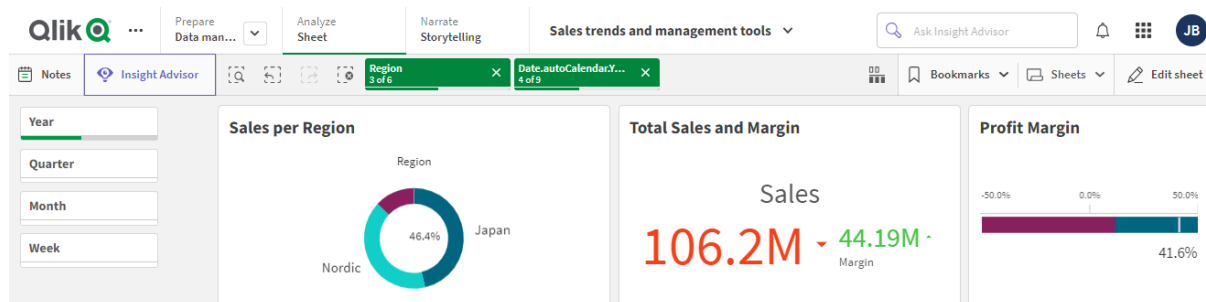 Qlik
Prepare
Data man...
Analyze
Sheet
Narrate
Storytelling
Sales trends and management tools
Ask Insight Advisor
JB
Notes
Insight Advisor
Region
3 of 6
Date.autoCalendar.Y...
4 of 9
Bookmarks
Sheets
Edit sheet
Year
Quarter
Month
Week
Sales per Region
Region
46.4%
Japan
Nordic
Total Sales and Margin
Sales
106.2M
44.19M
Margin
Profit Margin
-50.0%
0.0%
50.0%
41.6%